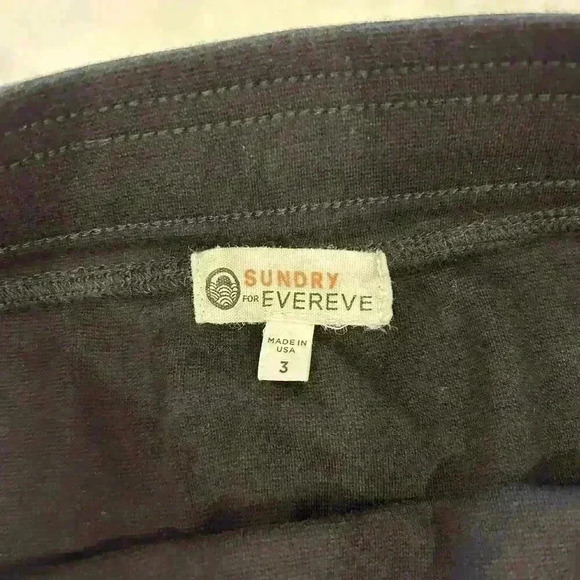 SUNDRY
FOR EVEREVE
MADE IN
USA
3